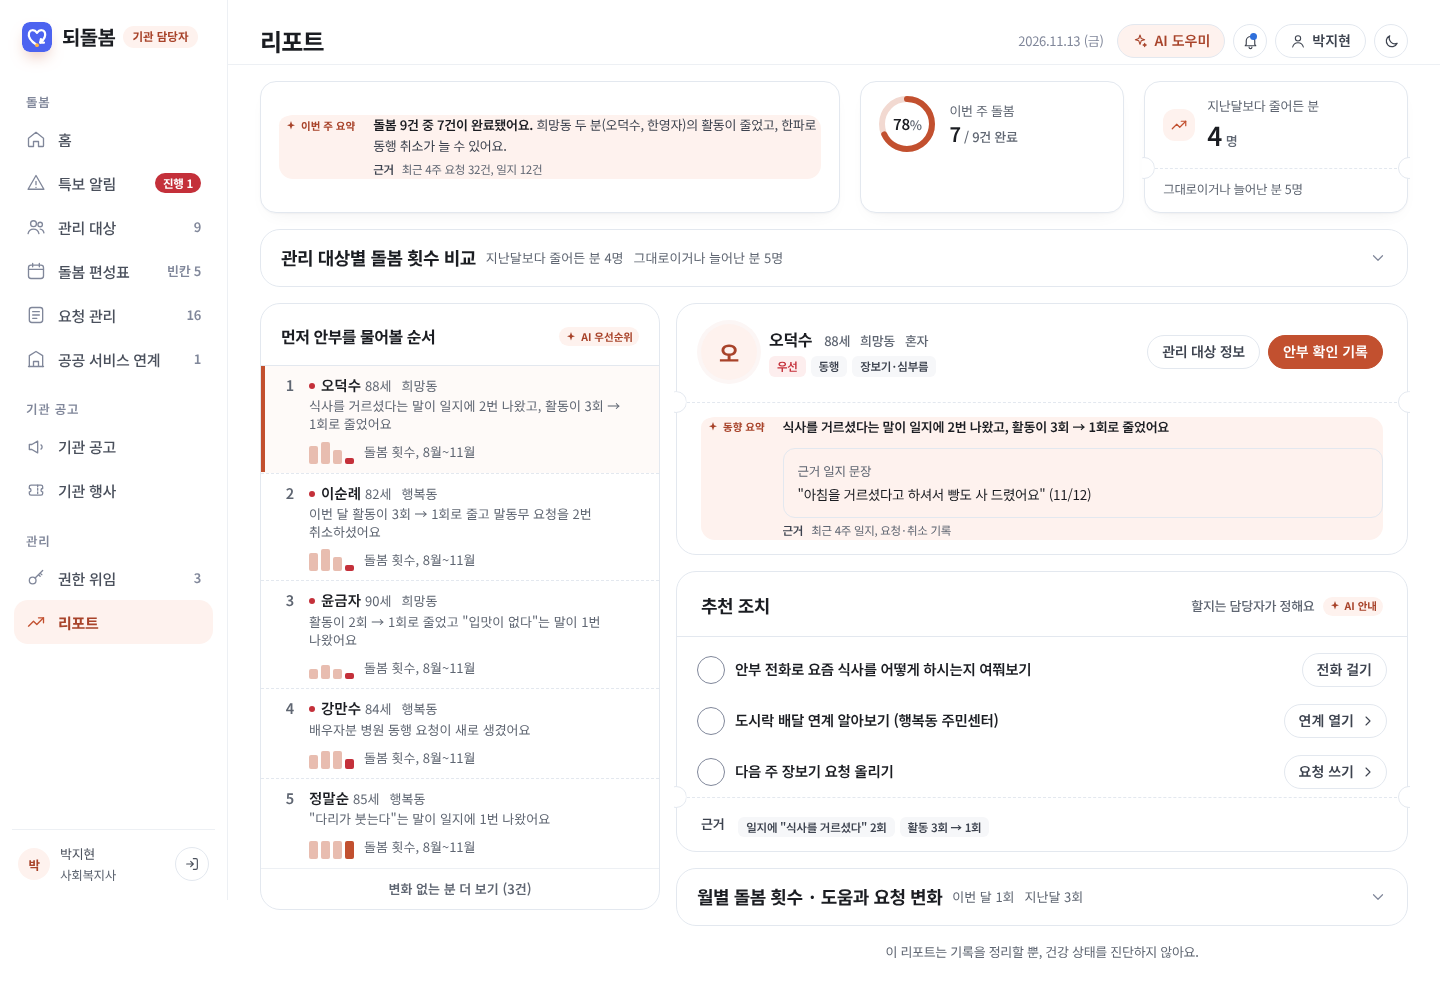 되돌봄
기관 담당자
돌봄
홈
특보 알림
진행 1
관리 대상
9
돌봄 편성표
빈칸 5
요청 관리
16
공공 서비스 연계
1
기관 공고
기관 공고
기관 행사
관리
권한 위임
3
리포트
박
박지현
사회복지사
리포트
2026.11.13 (금)
AI 도우미
박지현
이번 주 요약
돌봄 9건 중 7건이 완료됐어요. 희망동 두 분(오덕수, 한영자)의 활동이 줄었고, 한파로
동행 취소가 늘 수 있어요.
근거 최근 4주 요청 32건, 일지 12건
78%
이번 주 돌봄
7 / 9건 완료
지난달보다 줄어든 분
4 명
그대로이거나 늘어난 분 5명
관리 대상별 돌봄 횟수 비교
지난달보다 줄어든 분 4명 그대로이거나 늘어난 분 5명
먼저 안부를 물어볼 순서
AI 우선순위
1
오덕수 88세 희망동
식사를 거르셨다는 말이 일지에 2번 나왔고, 활동이 3회 →
1회로 줄었어요
돌봄 횟수, 8월~11월
2
이순례 82세 행복동
이번 달 활동이 3회 → 1회로 줄고 말동무 요청을 2번
취소하셨어요
돌봄 횟수, 8월~11월
3
윤금자 90세 희망동
활동이 2회 → 1회로 줄었고 "입맛이 없다"는 말이 1번
나왔어요
돌봄 횟수, 8월~11월
4
강만수 84세 행복동
배우자분 병원 동행 요청이 새로 생겼어요
돌봄 횟수, 8월~11월
5
정말순 85세 행복동
"다리가 붓는다"는 말이 일지에 1번 나왔어요
돌봄 횟수, 8월~11월
변화 없는 분 더 보기 (3건)
오
오덕수 88세 희망동 혼자
우선
동행
장보기·심부름
관리 대상 정보
안부 확인 기록
동향 요약
식사를 거르셨다는 말이 일지에 2번 나왔고, 활동이 3회 → 1회로 줄었어요
근거 일지 문장
"아침을 거르셨다고 하셔서 빵도 사 드렸어요" (11/12)
근거 최근 4주 일지, 요청·취소 기록
추천 조치
할지는 담당자가 정해요
AI 안내
안부 전화로 요즘 식사를 어떻게 하시는지 여쭤보기
전화 걸기
도시락 배달 연계 알아보기 (행복동 주민센터)
연계 열기
다음 주 장보기 요청 올리기
요청 쓰기
근거
일지에 "식사를 거르셨다" 2회
활동 3회 → 1회
월별 돌봄 횟수 · 도움과 요청 변화
이번 달 1회 지난달 3회
이 리포트는 기록을 정리할 뿐, 건강 상태를 진단하지 않아요.